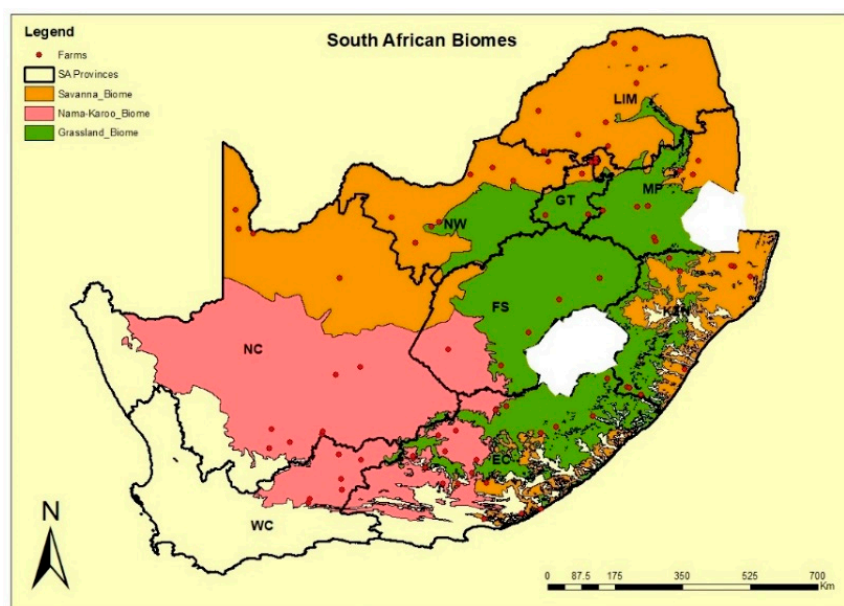 South African Biomes
Legend
Farms
SA Provinces
Savanna_Biome
Nama-Karoo_Biome
Grassland_Biome
LIM
MP
GT
NW
FS
KZN
NC
EC
WC
N
0 87.5 175 350 525 700
Km